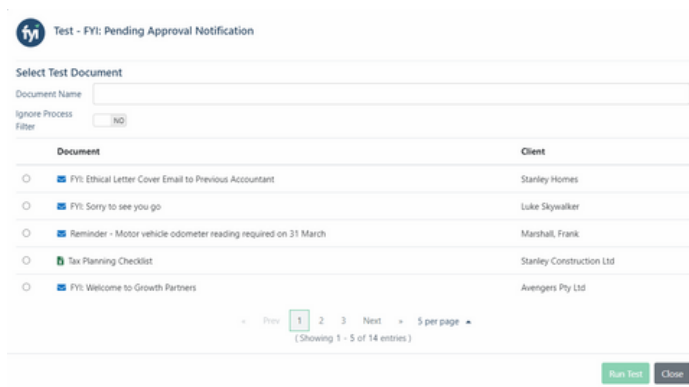 fyi Test - FYI: Pending Approval Notification
Select Test Document
Document Name
Ignore Process
Filter
NO
Document Client
FYI: Ethical Letter Cover Email to Previous Accountant Stanley Homes
FYI: Sorry to see you go Luke Skywalker
Reminder - Motor vehicle odometer reading required on 31 March Marshall, Frank
Tax Planning Checklist Stanley Construction Ltd
FYI: Welcome to Growth Partners Avengers Pty Ltd
« Prev 1 2 3 Next » 5 per page
( Showing 1 - 5 of 14 entries )
Run Test Close